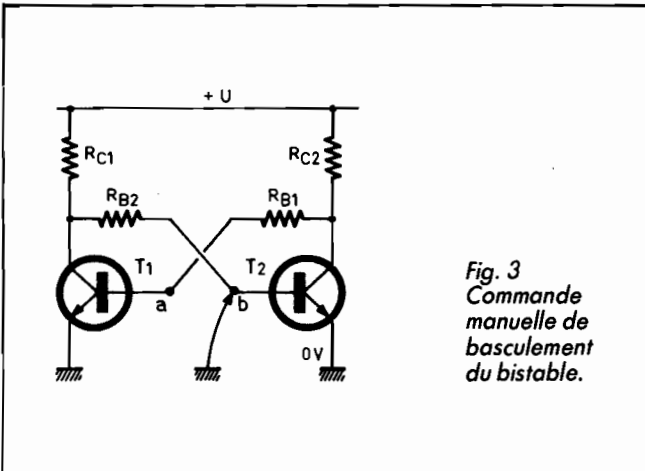 + U
RC1
RC2
RB2
RB1
T1
T2
a
b
0V
Fig. 3
Commande
manuelle de
basculement
du bistable.